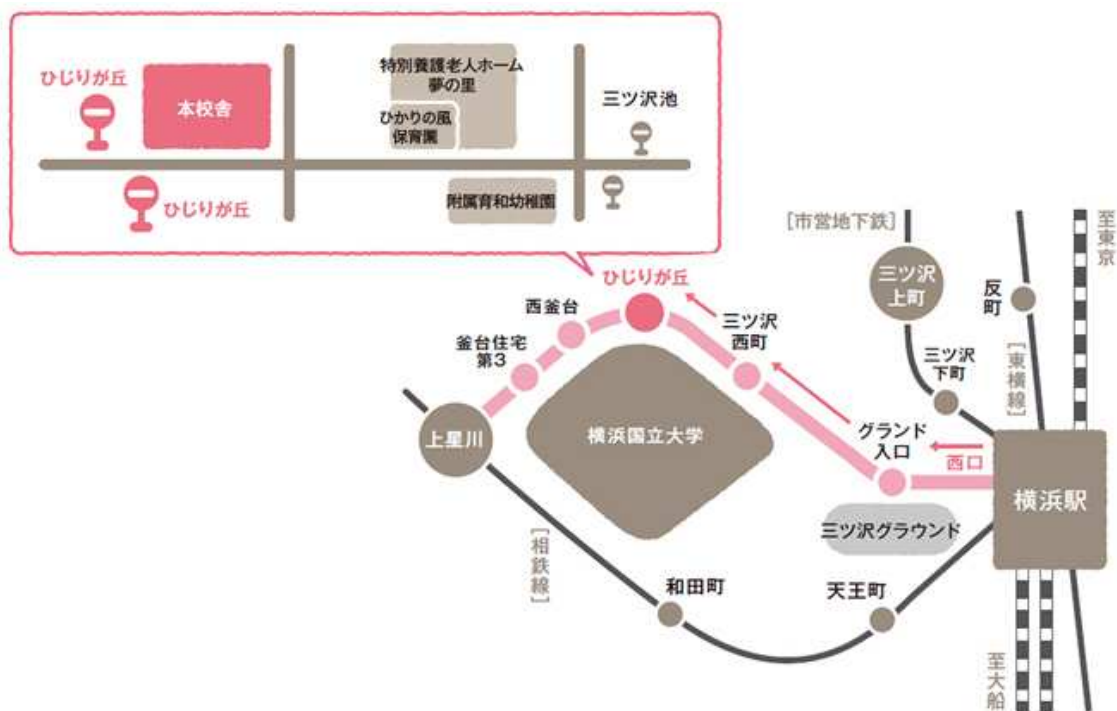 ひじりが丘
本校舎
特別養護老人ホーム
夢の里
ひかりの風
保育園
三ツ沢池
ひじりが丘
附属育和幼稚園
[市営地下鉄]
至東京
三ツ沢
上町
反町
ひじりが丘
西釜台
三ツ沢
西町
釜台住宅
第3
三ツ沢
下町
[東横線]
上星川
横浜国立大学
グランド
入口
西口
横浜駅
三ツ沢グラウンド
[相鉄線]
和田町
天王町
至大船